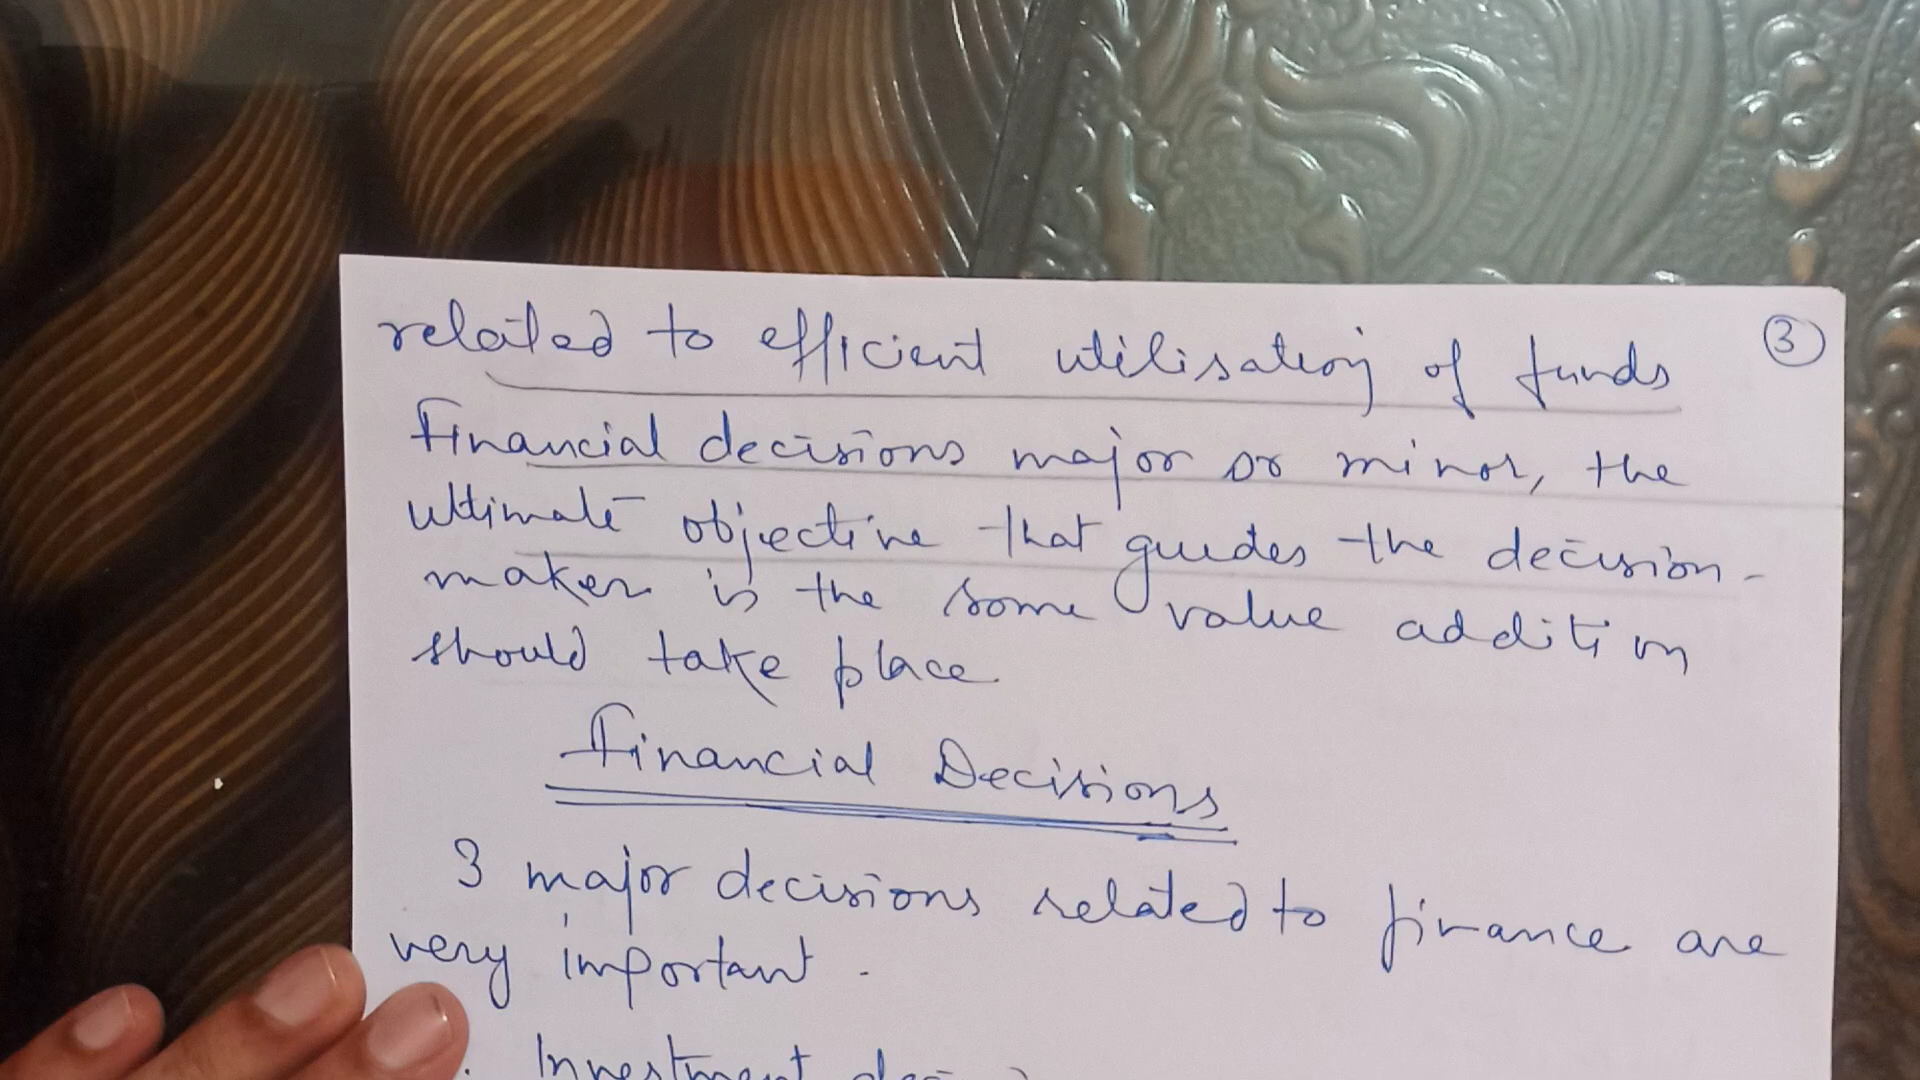 related to efficient utilisation of funds
3
Financial decisions major or minor, the
ultimate objective that guides the decision-
maker is the some value addition
should take place
Financial Decisions
3 major decisions related to finance are
very important.
Investment